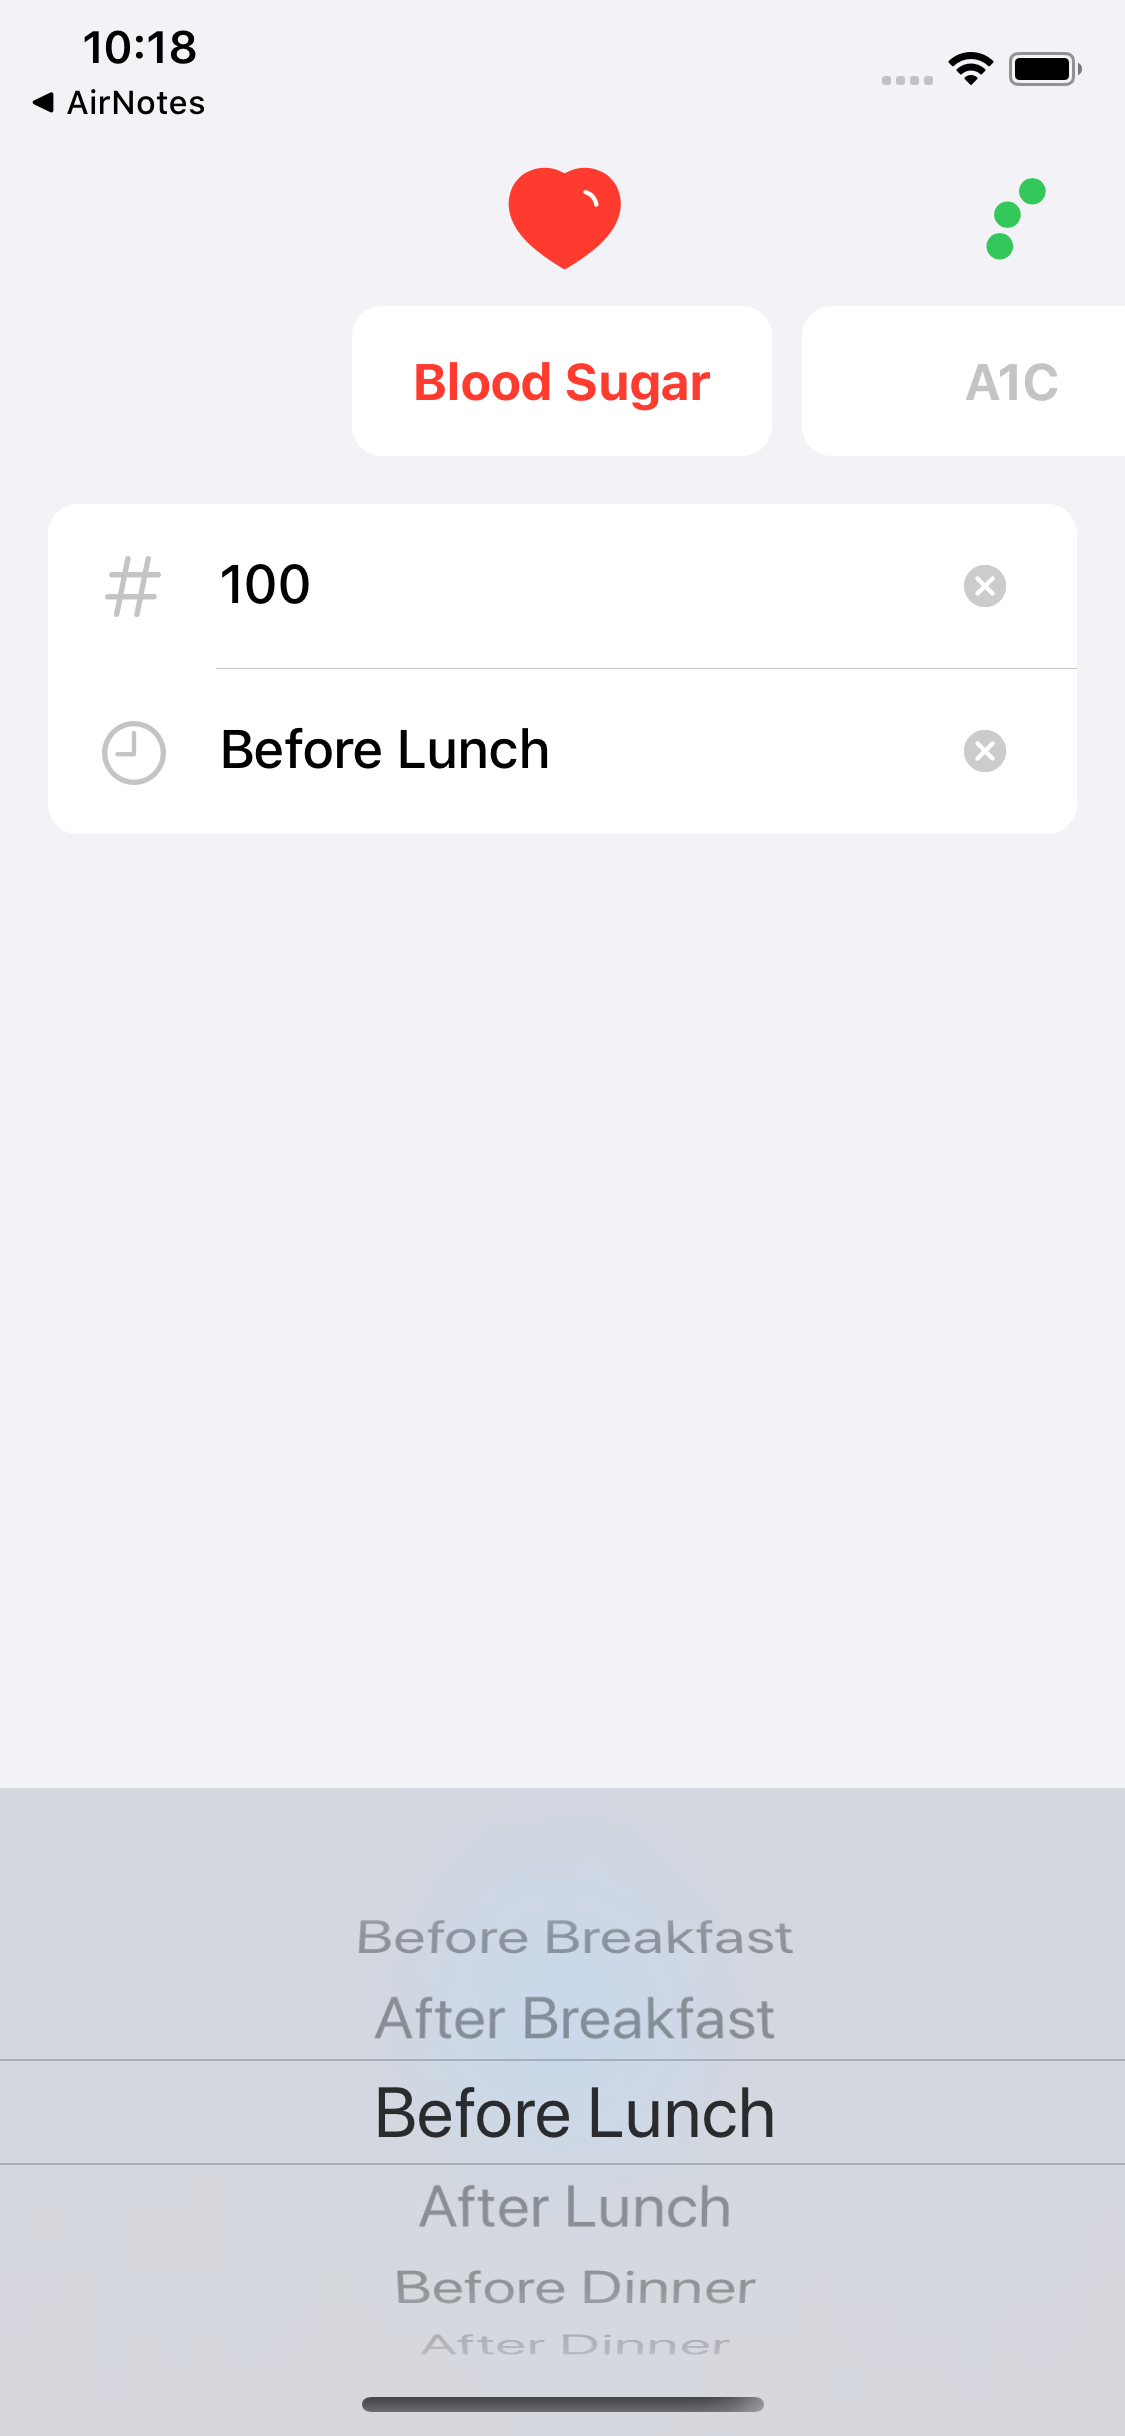 10:18
AirNotes
Blood Sugar
A1C
# 100
Before Lunch
Before Breakfast
After Breakfast
Before Lunch
After Lunch
Before Dinner
After Dinner